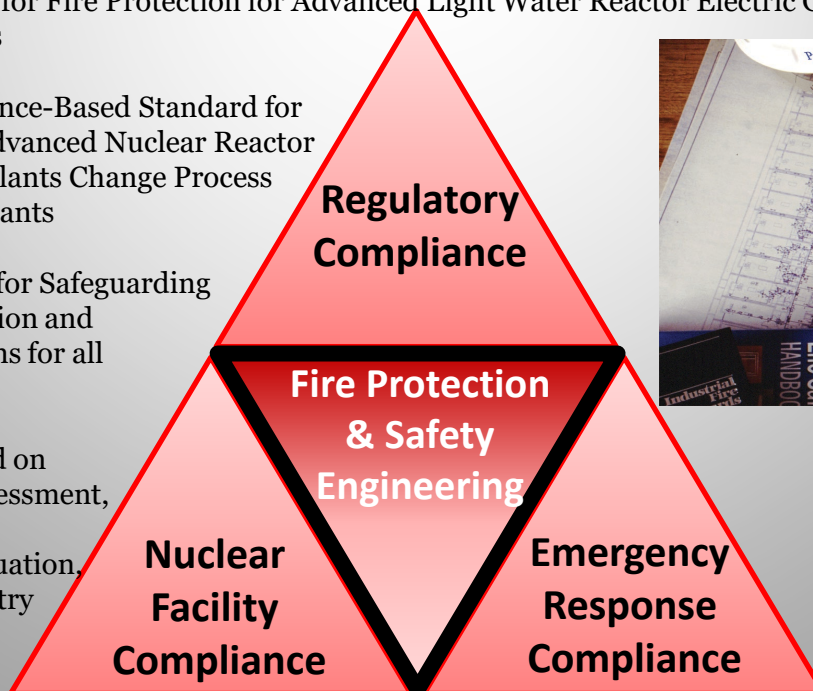 for Fire Protection for Advanced Light Water Reactor Electric
nce-Based Standard for
dvanced Nuclear Reactor
lants Change Process
ants
for Safeguarding
ion and
ns for all
d on
essment,
uation,
try
Regulatory
Compliance
Fire Protection
& Safety
Engineering
Nuclear
Facility
Compliance
Emergency
Response
Compliance
Industrial
Fire
HANDBOO